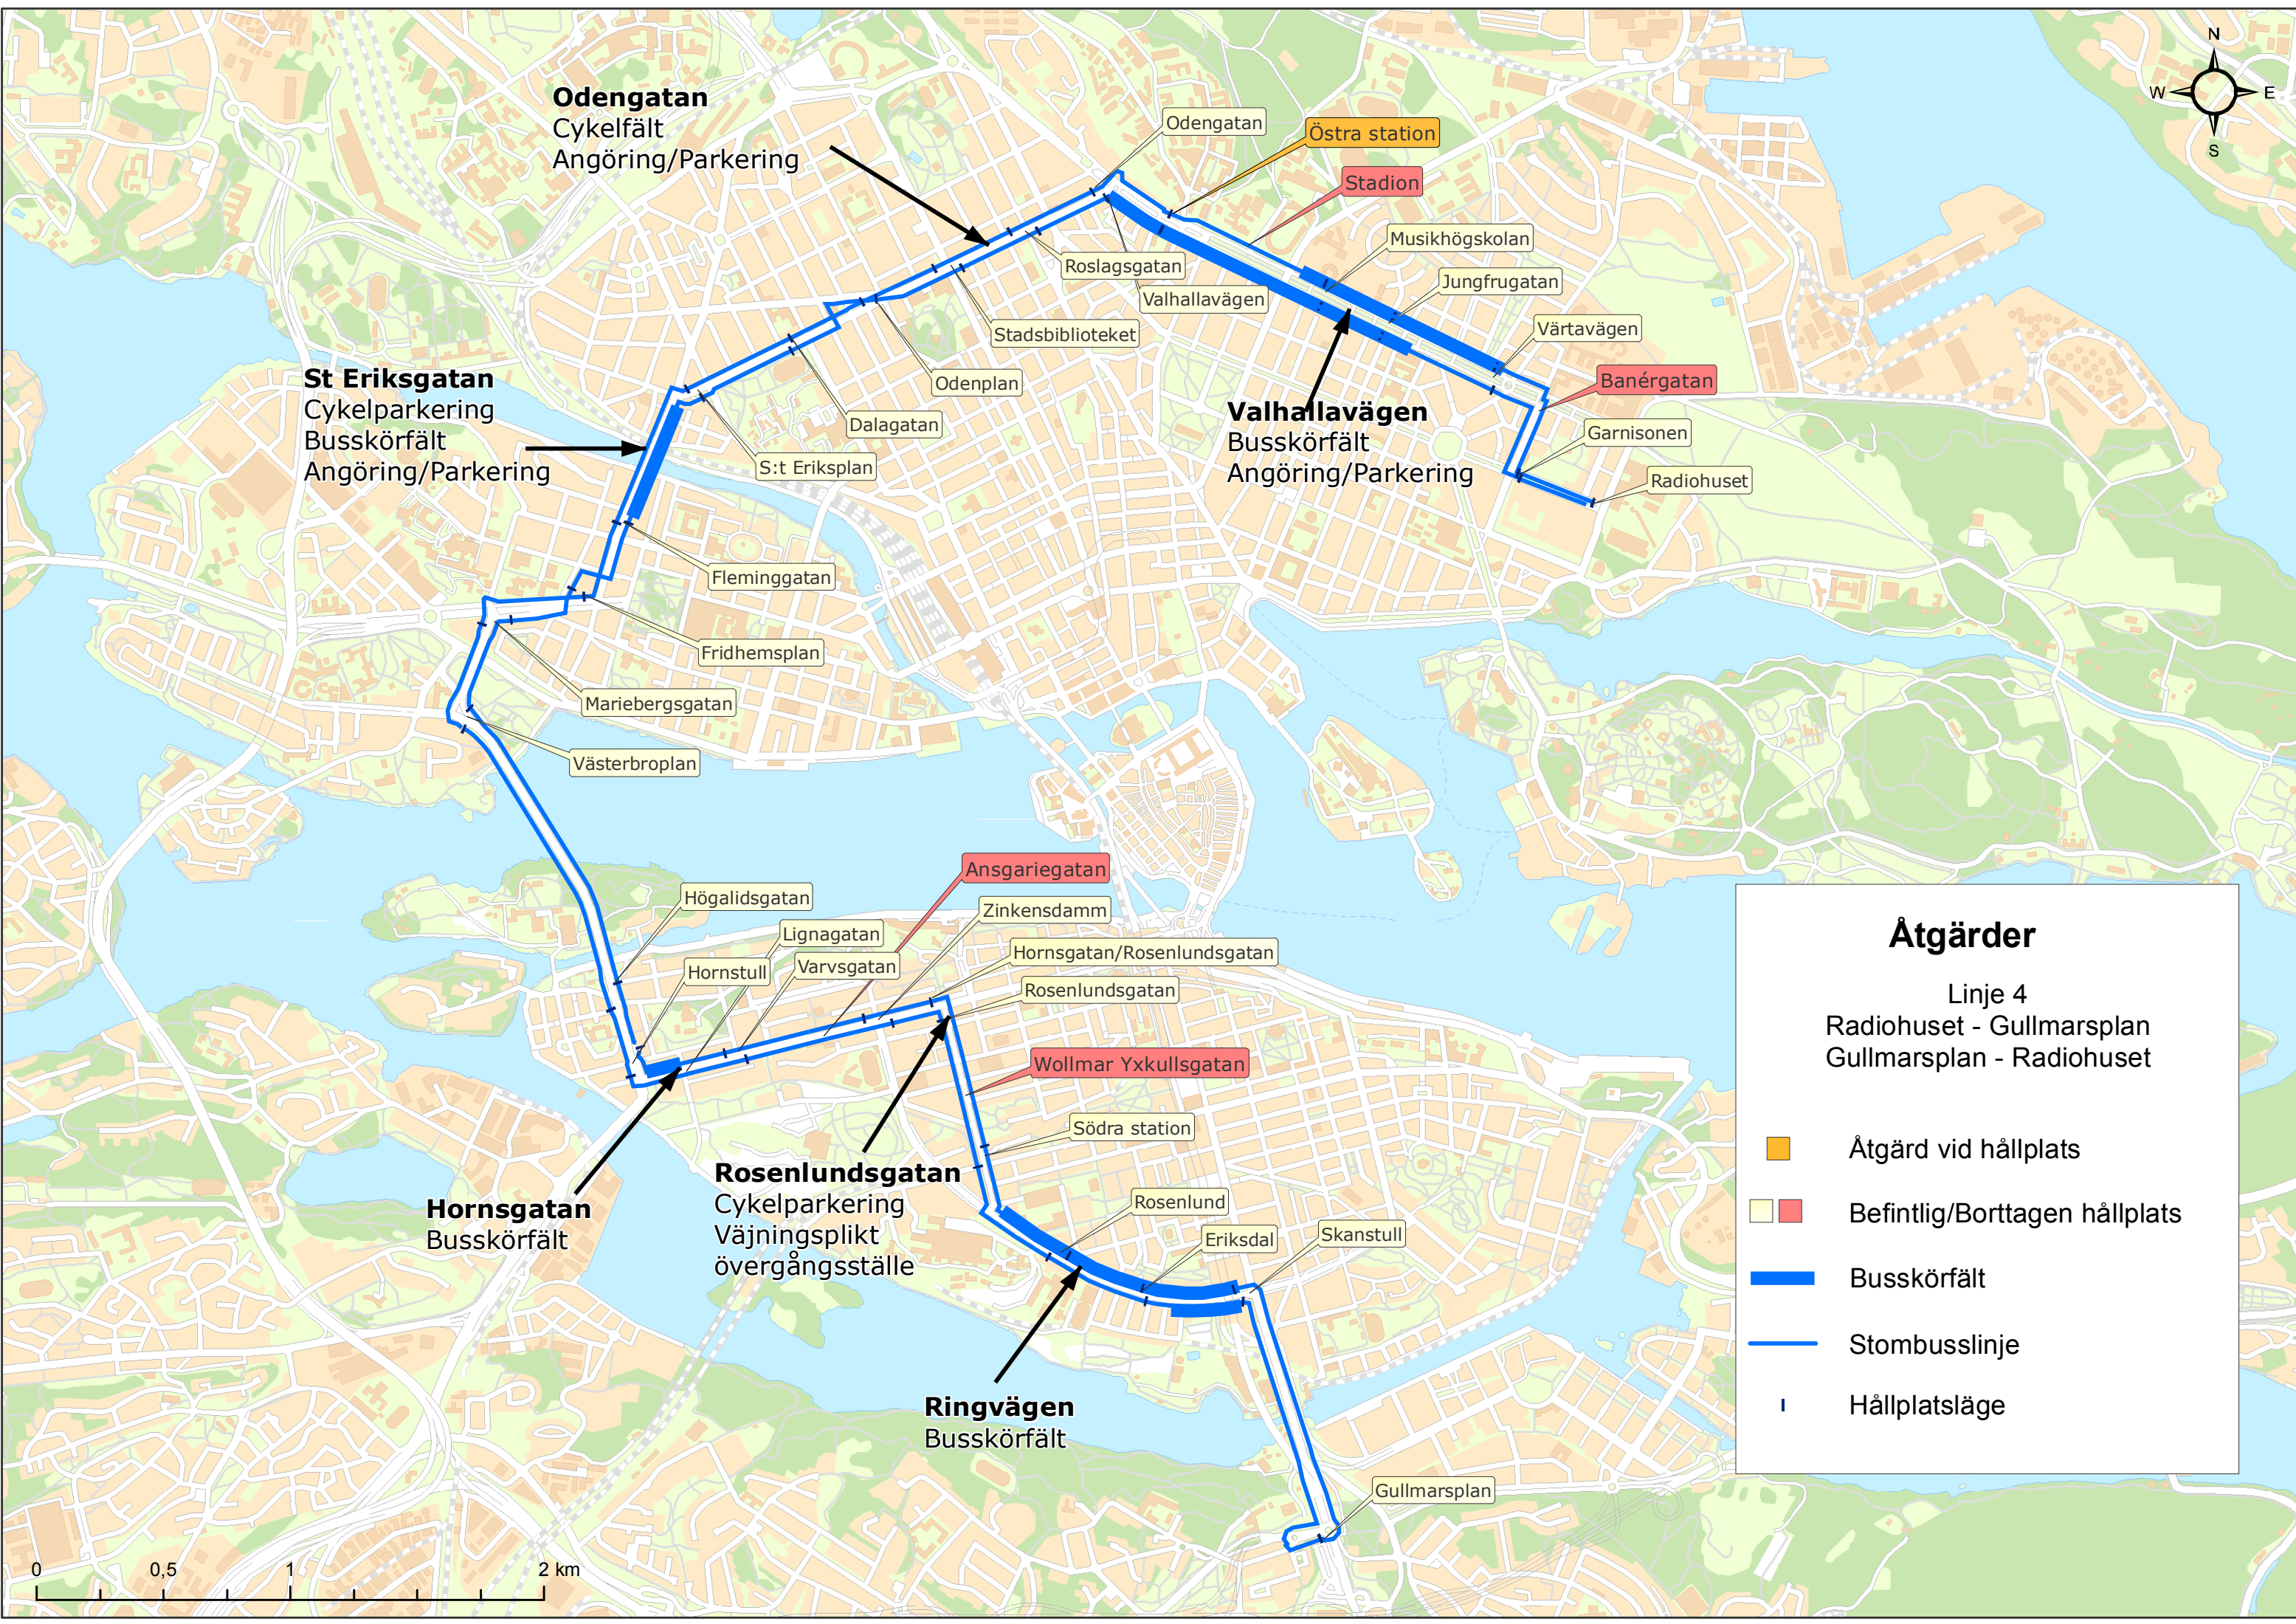 N
W
E
S
Odengatan
Cykelfält
Angöring/Parkering
Odengatan
Östra station
Stadion
Musikhögskolan
Roslagsgatan
Jungfrugatan
Valhallavägen
Värtavägen
Stadsbiblioteket
Odenplan
Banérgatan
St Eriksgatan
Cykelparkering
Busskörfält
Angöring/Parkering
Dalagatan
Valhallavägen
Busskörfält
Angöring/Parkering
Garnisonen
S:t Eriksplan
Radiohuset
Fleminggatan
Fridhemsplan
Mariebergsgatan
Västerbroplan
Ansgariegatan
Högalidsgatan
Zinkensdamm
Lignagatan
Hornsgatan/Rosenlundsgatan
Hornstull
Varvsgatan
Rosenlundsgatan
Wollmar Yxkullsgatan
Södra station
Rosenlundsgatan
Cykelparkering
Väjningsplikt
övergångsställe
Hornsgatan
Busskörfält
Rosenlund
Eriksdal
Skanstull
Ringvägen
Busskörfält
Gullmarsplan
Åtgärder
Linje 4
Radiohuset - Gullmarsplan
Gullmarsplan - Radiohuset
Åtgärd vid hållplats
Befintlig/Borttagen hållplats
Busskörfält
Stombusslinje
Hållplatsläge
0 0,5 1 2 km